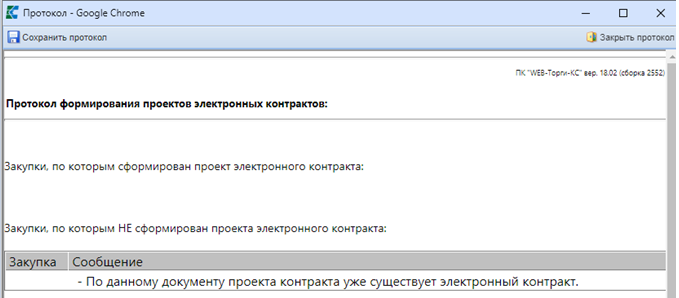 Протокол - Google Chrome
Сохранить протокол Закрыть протокол
ПК "WEB-Торги-КС" вер. 18.02 (сборка 2552)
Протокол формирования проектов электронных контрактов:
Закупки, по которым сформирован проект электронного контракта:
Закупки, по которым НЕ сформирован проекта электронного контракта:
Закупка Сообщение
- По данному документу проекта контракта уже существует электронный контракт.